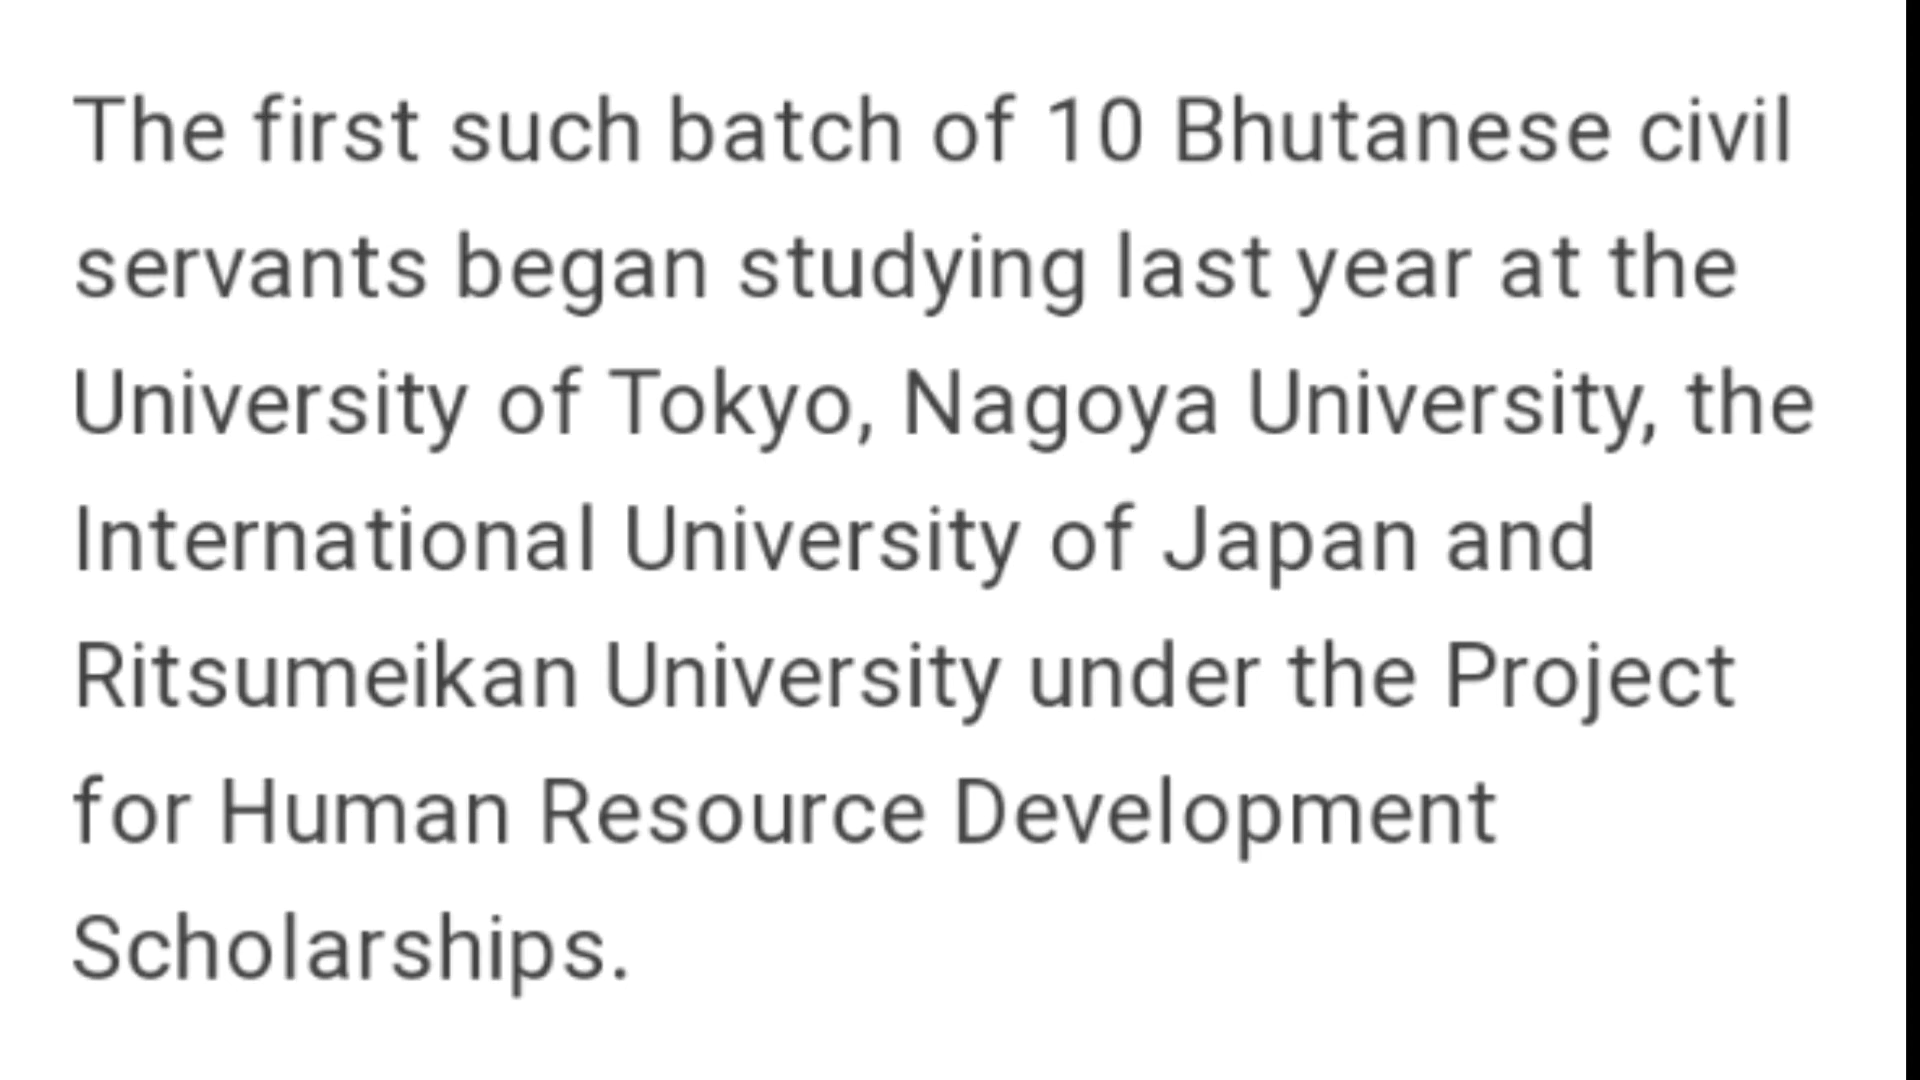 The first such batch of 10 Bhutanese civil
servants began studying last year at the
University of Tokyo, Nagoya University, the
International University of Japan and
Ritsumeikan University under the Project
for Human Resource Development
Scholarships.